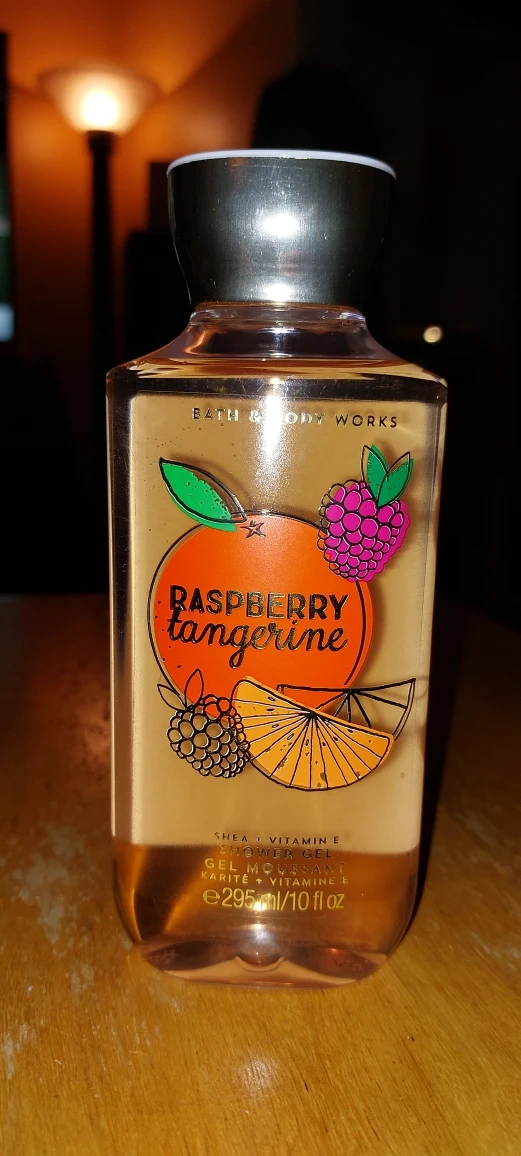 BATH & BODY WORKS
RASPBERRY
tangerine
SHEA + VITAMIN E
SHOWER GEL
GEL MOUSSANT
KARITÉ + VITAMINE E
℮295 ml/10 fl oz